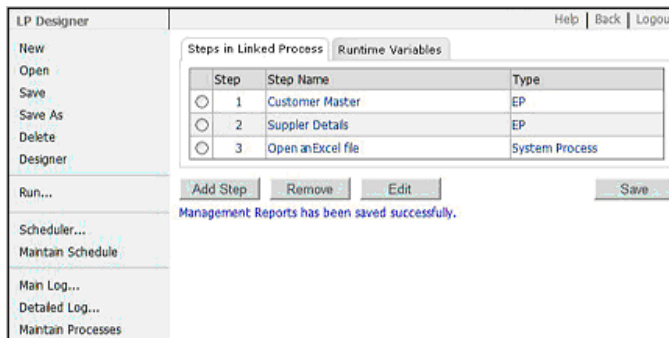 LP Designer
Help | Back | Logou
New
Open
Save
Save As
Delete
Designer
Run...
Scheduler...
Maintain Schedule
Main Log...
Detailed Log...
Maintain Processes
Steps in Linked Process
Runtime Variables
Step Step Name Type
1 Customer Master EP
2 Suppler Details EP
3 Open an Excel file System Process
Add Step Remove Edit Save
Management Reports has been saved successfully.